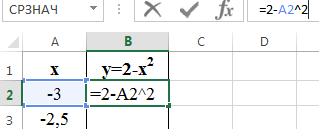 СРЗНАЧ fx =2-A2^2
A B C D
1 x y=2-x²
2 -3 =2-A2^2
3 -2,5